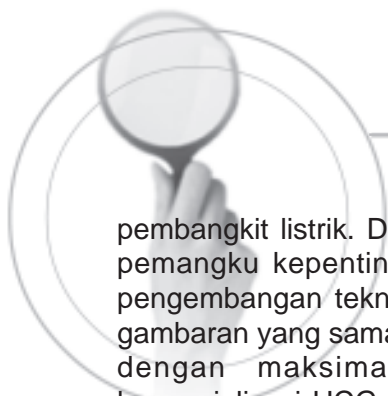 pembangkit listrik. D
pemangku kepentin
pengembangan tekn
gambaran yang sama
dengan maksima